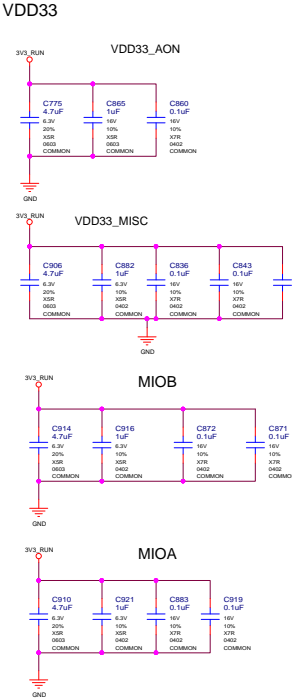 VDD33
3V3_RUN
VDD33_AON
C775
4.7uF
6.3V
20%
X5R
0603
COMMON
C865
1uF
16V
10%
X5R
0603
COMMON
C860
0.1uF
16V
10%
X7R
0402
COMMON
GND
3V3_RUN
VDD33_MISC
C906
4.7uF
6.3V
20%
X5R
0603
COMMON
C882
1uF
6.3V
10%
X5R
0402
COMMON
C836
0.1uF
16V
10%
X7R
0402
COMMON
C843
0.1uF
16V
10%
X7R
0402
COMMON
GND
3V3_RUN
MIOB
C914
4.7uF
6.3V
20%
X5R
0603
COMMON
C916
1uF
6.3V
10%
X5R
0402
COMMON
C872
0.1uF
16V
10%
X7R
0402
COMMON
C871
0.1uF
16V
10%
X7R
0402
COMMO
GND
3V3_RUN
MIOA
C910
4.7uF
6.3V
20%
X5R
0603
COMMON
C921
1uF
6.3V
10%
X5R
0402
COMMON
C883
0.1uF
16V
10%
X7R
0402
COMMON
C919
0.1uF
16V
10%
X7R
0402
COMMON
GND